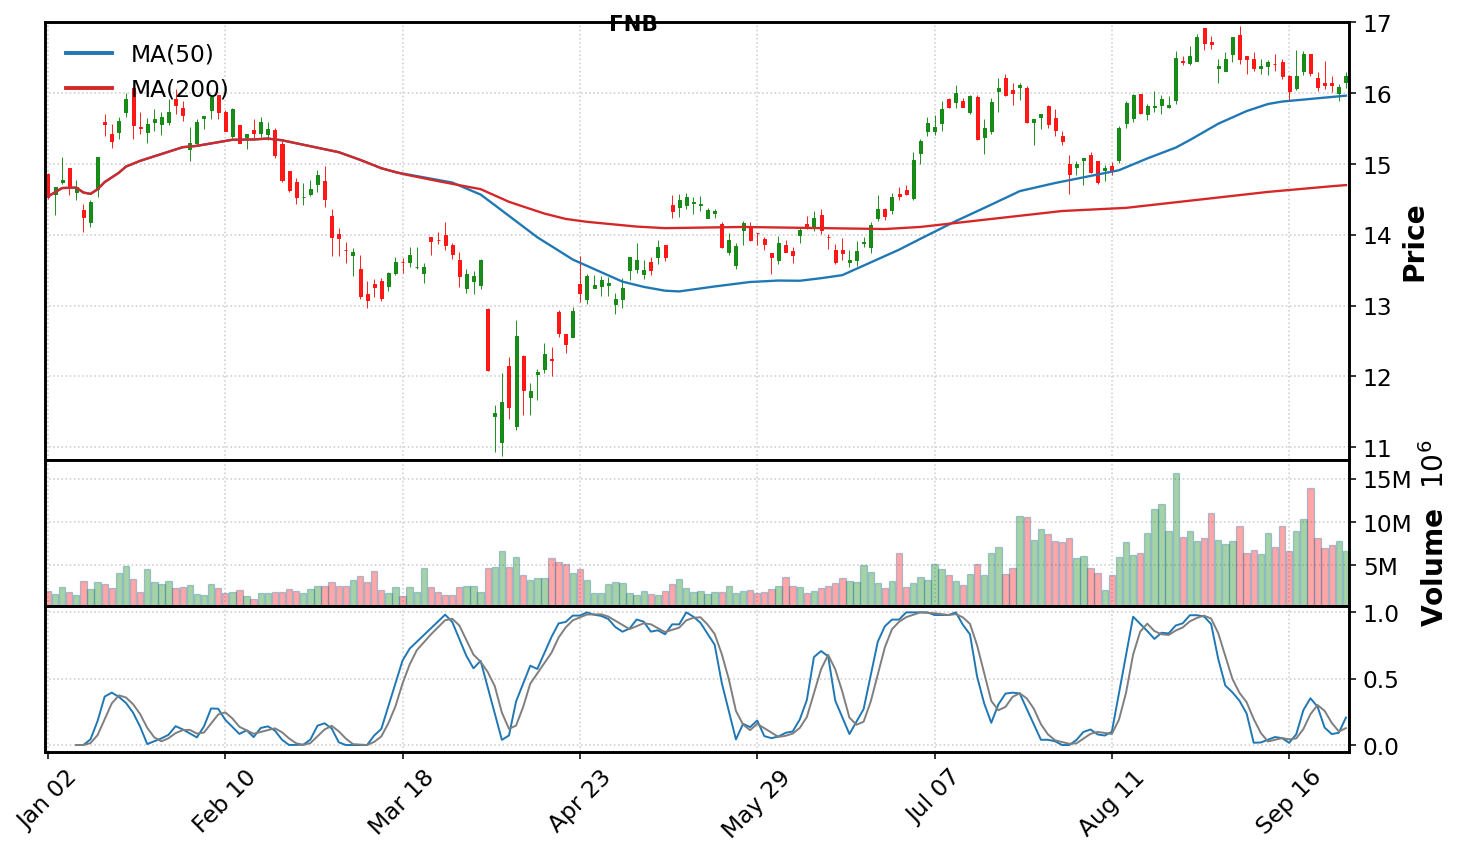 FNB
MA(50)
MA(200)
17
16
15
14
13
12
11
Price
15M
10M
5M
Volume 10^6
1.0
0.5
0.0
Jan 02
Feb 10
Mar 18
Apr 23
May 29
Jul 07
Aug 11
Sep 16